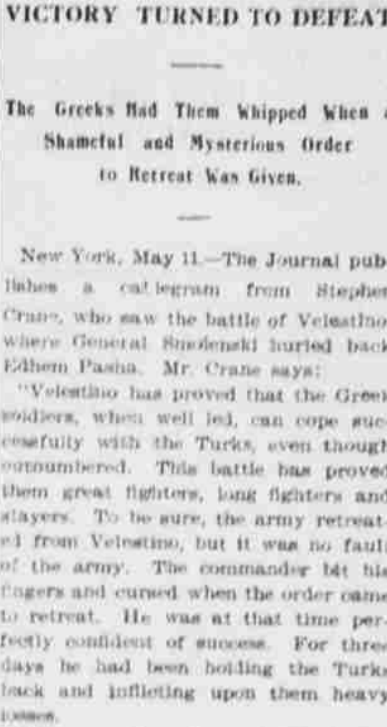 VICTORY TURNED TO DEFEAT
The Greeks Had Them Whipped When a
Shameful and Mysterious Order
to Retreat Was Given.
New York, May 11.—The Journal pub-
lishes a cablegram from Stephen
Crane, who saw the battle of Velestino,
where General Smolenski hurled back
Edhem Pasha. Mr. Crane says:
"Velestino has proved that the Greek
soldiers, when well led, can cope suc-
cessfully with the Turks, even though
outnumbered. This battle has proved
them great fighters, long fighters and
stayers. To be sure, the army retreat-
ed from Velestino, but it was no fault
of the army. The commander bit his
fingers and cursed when the order came
to retreat. He was at that time per-
fectly confident of success. For three
days he had been holding the Turks
back and inflicting upon them heavy
losses.